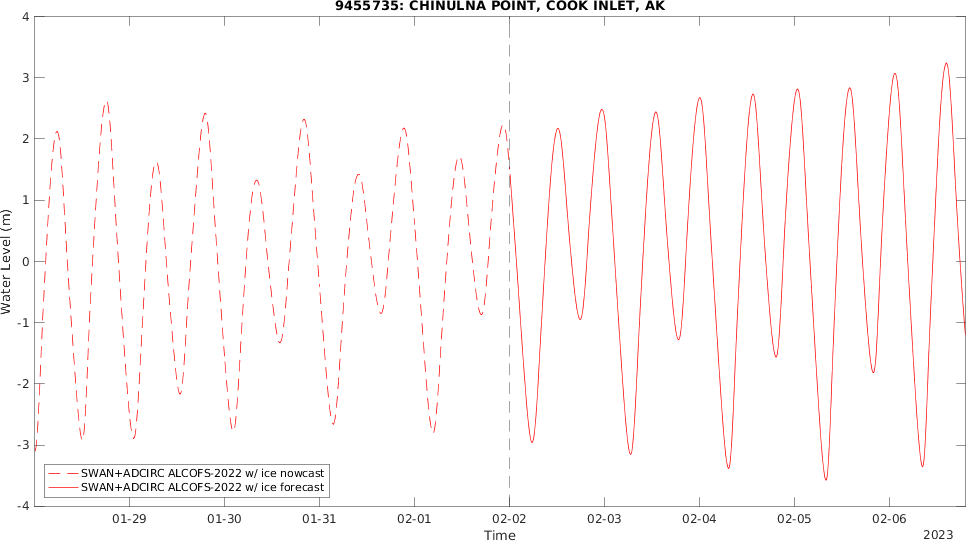 9455735: CHINULNA POINT, COOK INLET, AK
4
3
2
1
0
-1
-2
-3
-4
Water Level (m)
SWAN+ADCIRC ALCOFS-2022 w/ ice nowcast
SWAN+ADCIRC ALCOFS-2022 w/ ice forecast
01-29 01-30 01-31 02-01 02-02 02-03 02-04 02-05 02-06
Time
2023